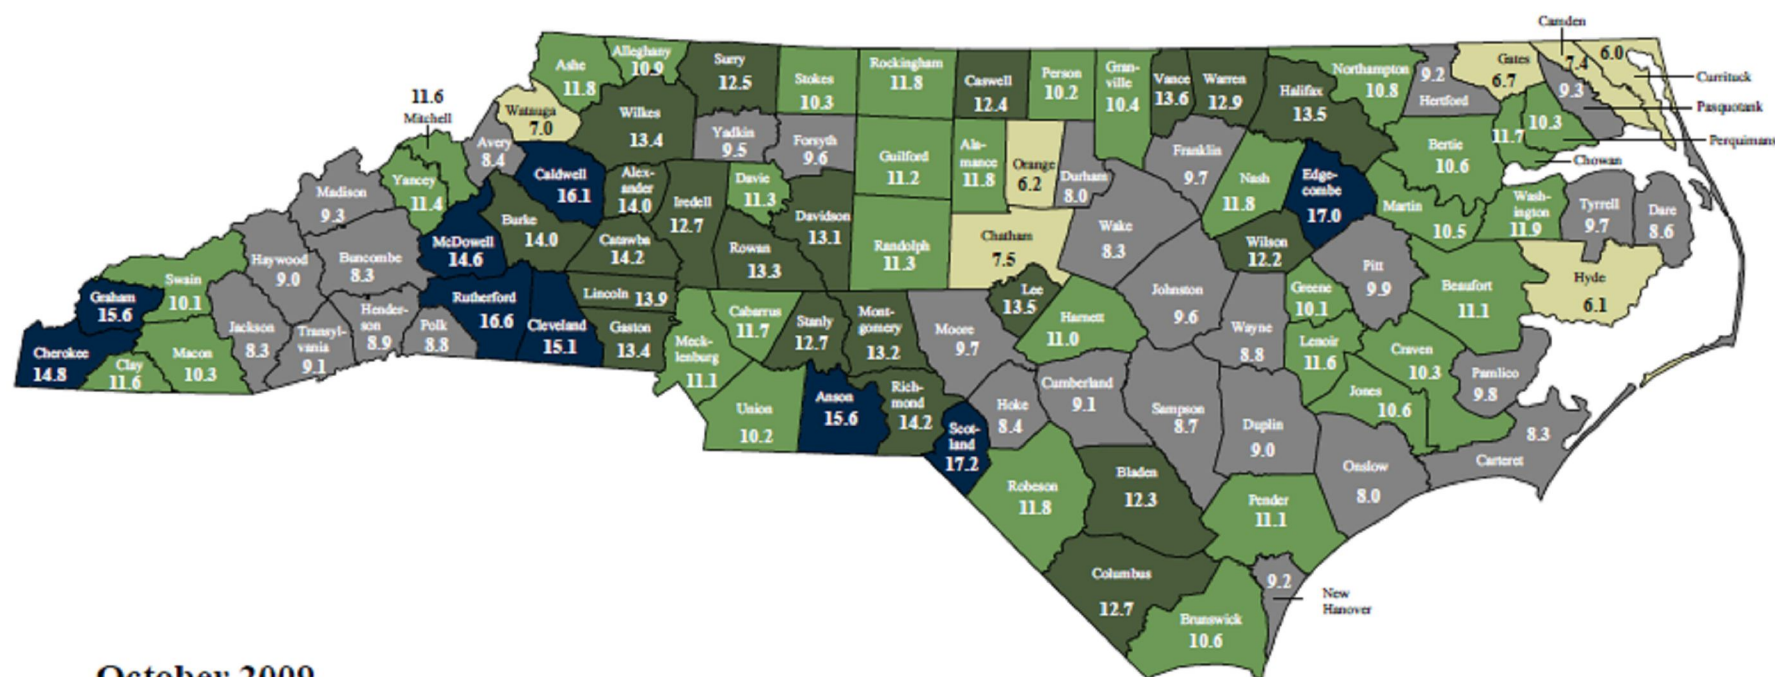 Camden
Alleghany
10.9
Ashe
11.8
Surry
12.5
Stokes
10.3
Rockingham
11.8
Caswell
12.4
Person
10.2
Gran-
ville
10.4
Vance
13.6
Warren
12.9
Halifax
13.5
Northampton
10.8
9.2
Hertford
Gates
6.7
7.4
6.0
Currituck
9.3
Pasquotank
11.6
Mitchell
Watauga
7.0
Wilkes
13.4
Yadkin
9.5
Forsyth
9.6
Guilford
11.2
Ala-
mance
11.8
Orange
6.2
Durham
8.0
Franklin
9.7
Nash
11.8
Edge-
combe
17.0
Bertie
10.6
11.7
10.3
Perquimans
Chowan
Avery
8.4
Caldwell
16.1
Alex-
ander
14.0
Iredell
12.7
Davie
11.3
Davidson
13.1
Madison
9.3
Yancey
11.4
Burke
14.0
McDowell
14.6
Catawba
14.2
Rowan
13.3
Randolph
11.3
Chatham
7.5
Wake
8.3
Wilson
12.2
Martin
10.5
Wash-
ington
11.9
Tyrrell
9.7
Dare
8.6
Haywood
9.0
Buncombe
8.3
Swain
10.1
Graham
15.6
Rutherford
16.6
Cleveland
15.1
Lincoln 13.9
Gaston
13.4
Lee
13.5
Johnston
9.6
Greene
10.1
Pitt
9.9
Beaufort
11.1
Hyde
6.1
Cherokee
14.8
Clay
11.6
Macon
10.3
Jackson
8.3
Transyl-
vania
9.1
Hender-
son
8.9
Polk
8.8
Meck-
lenburg
11.1
Cabarrus
11.7
Stanly
12.7
Mont-
gomery
13.2
Moore
9.7
Harnett
11.0
Wayne
8.8
Lenoir
11.6
Craven
10.3
Pamlico
9.8
Jones
10.6
Union
10.2
Anson
15.6
Rich-
mond
14.2
Scot-
land
17.2
Hoke
8.4
Cumberland
9.1
Sampson
8.7
Duplin
9.0
Onslow
8.0
8.3
Carteret
Robeson
11.8
Bladen
12.3
Pender
11.1
Columbus
12.7
9.2
New
Hanover
Brunswick
10.6
October 2009